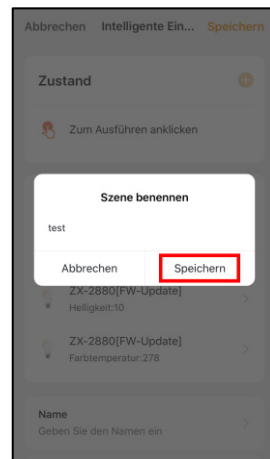 Abbrechen Intelligente Ein... Speichern
Zustand
Zum Ausführen anklicken
Szene benennen
test
Abbrechen Speichern
ZX-2880[FW-Update]
Helligkeit:10
ZX-2880[FW-Update]
Farbtemperatur:278
Name
Geben Sie den Namen ein